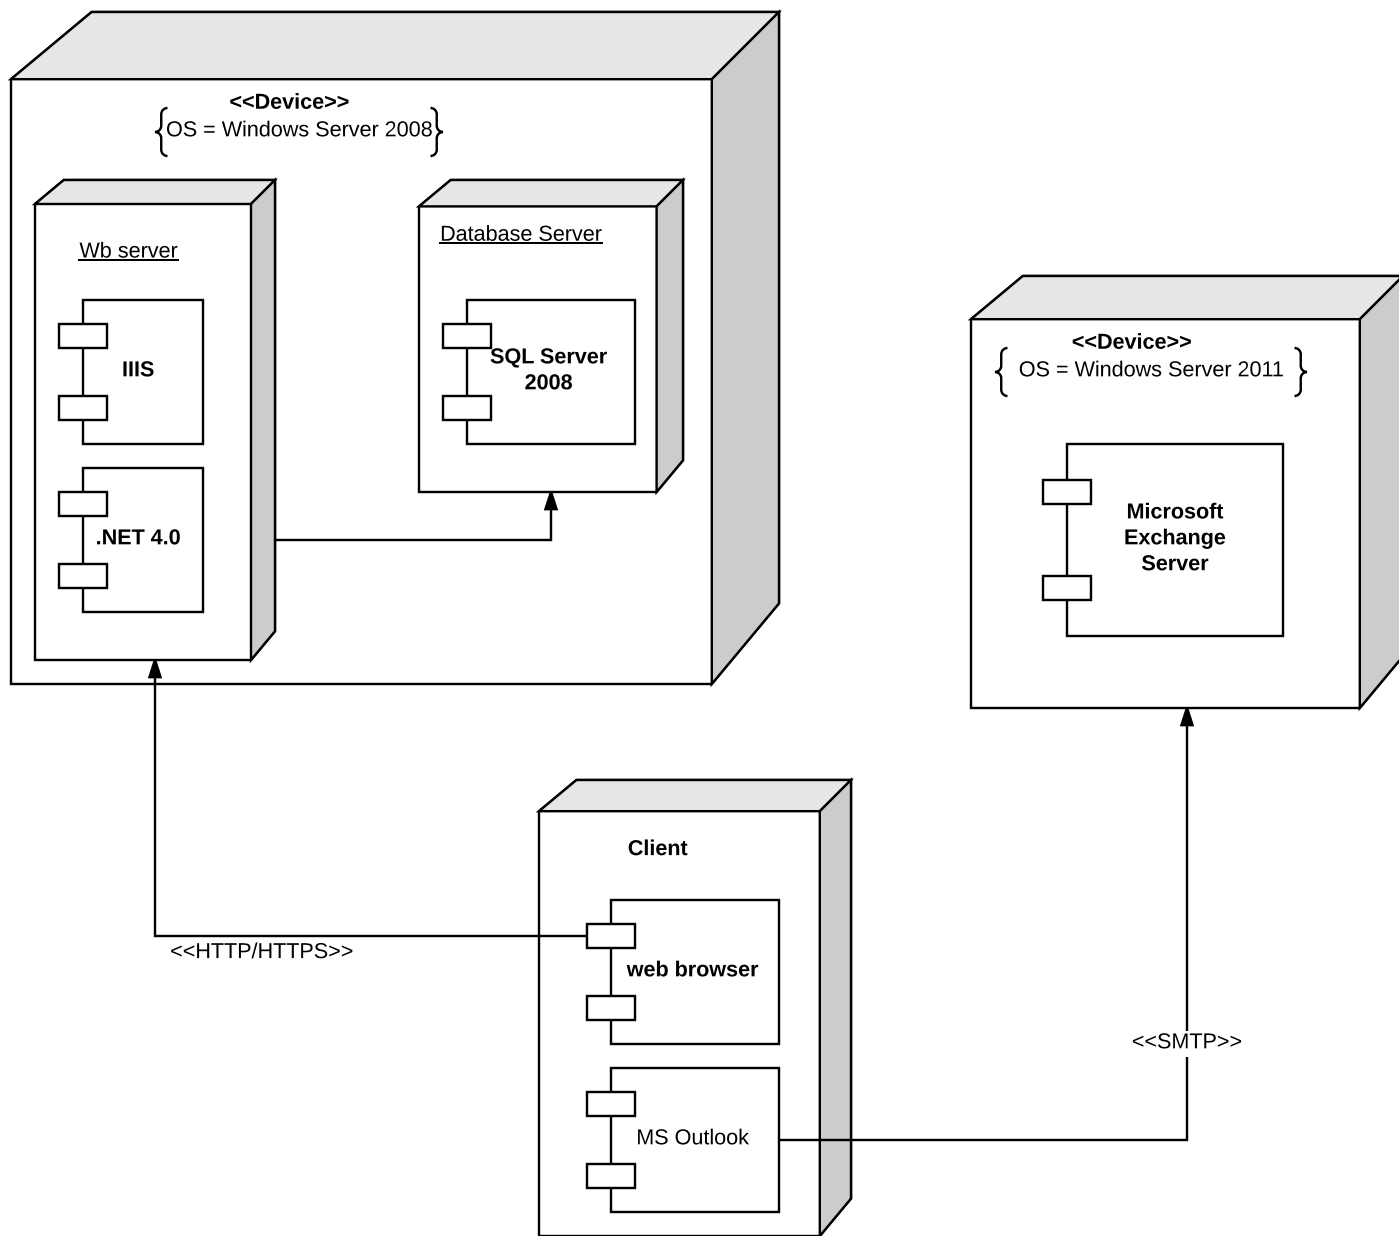 <<Device>>
{OS = Windows Server 2008}
Wb server
IIIS
.NET 4.0
Database Server
SQL Server
2008
<<Device>>
{ OS = Windows Server 2011 }
Microsoft
Exchange
Server
<<HTTP/HTTPS>>
Client
web browser
MS Outlook
<<SMTP>>